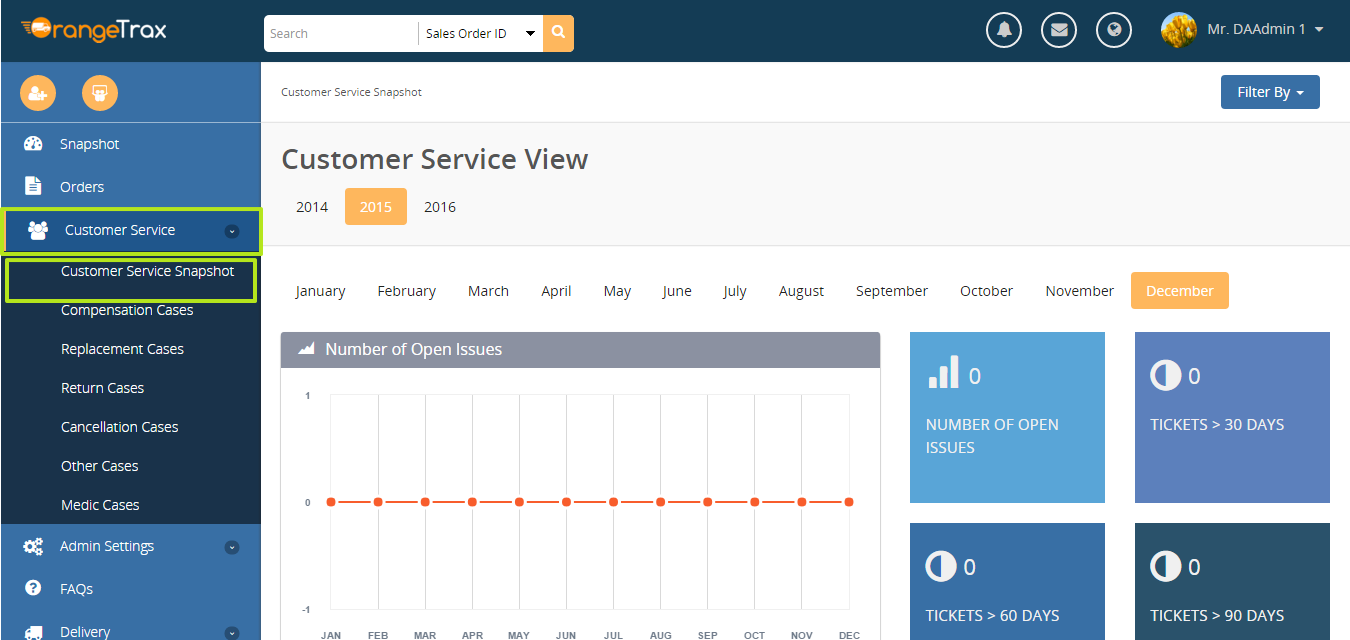 OrangeTrax
Search
Sales Order ID
Mr. DAAdmin 1
Customer Service Snapshot
Filter By
Snapshot
Orders
Customer Service
Customer Service Snapshot
Compensation Cases
Replacement Cases
Return Cases
Cancellation Cases
Other Cases
Medic Cases
Admin Settings
FAQs
Delivery
Customer Service View
2014 2015 2016
January February March April May June July August September October November December
Number of Open Issues
1
0
-1
JAN FEB MAR APR MAY JUN JUL AUG SEP OCT NOV DEC
0
NUMBER OF OPEN
ISSUES
0
TICKETS > 30 DAYS
0
TICKETS > 60 DAYS
0
TICKETS > 90 DAYS